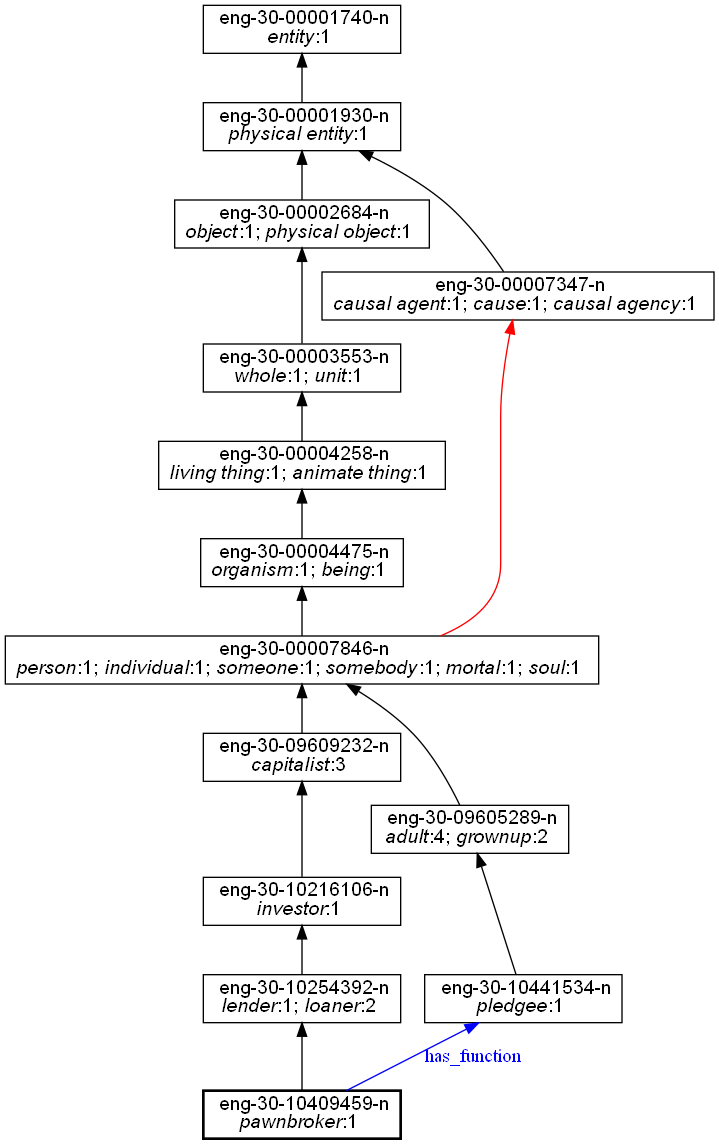 eng-30-00001740-n
entity:1
eng-30-00001930-n
physical entity:1
eng-30-00002684-n
object:1; physical object:1
eng-30-00007347-n
causal agent:1; cause:1; causal agency:1
eng-30-00003553-n
whole:1; unit:1
eng-30-00004258-n
living thing:1; animate thing:1
eng-30-00004475-n
organism:1; being:1
eng-30-00007846-n
person:1; individual:1; someone:1; somebody:1; mortal:1; soul:1
eng-30-09609232-n
capitalist:3
eng-30-09605289-n
adult:4; grownup:2
eng-30-10216106-n
investor:1
eng-30-10254392-n
lender:1; loaner:2
eng-30-10441534-n
pledgee:1
has_function
eng-30-10409459-n
pawnbroker:1